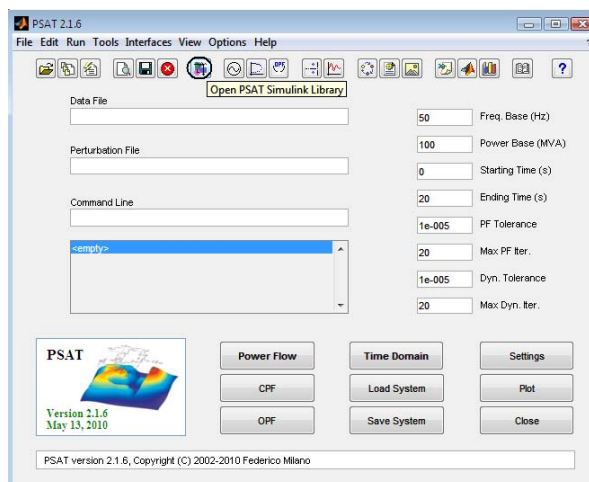 PSAT 2.1.6
File Edit Run Tools Interfaces View Options Help
Open PSAT Simulink Library
Data File
50 Freq. Base (Hz)
Perturbation File
100 Power Base (MVA)
0 Starting Time (s)
Command Line
20 Ending Time (s)
1e-005 PF Tolerance
<empty>
20 Max PF Iter.
1e-005 Dyn. Tolerance
20 Max Dyn. Iter.
PSAT
Version 2.1.6
May 13, 2010
Power Flow Time Domain Settings
CPF Load System Plot
OPF Save System Close
PSAT version 2.1.6, Copyright (C) 2002-2010 Federico Milano